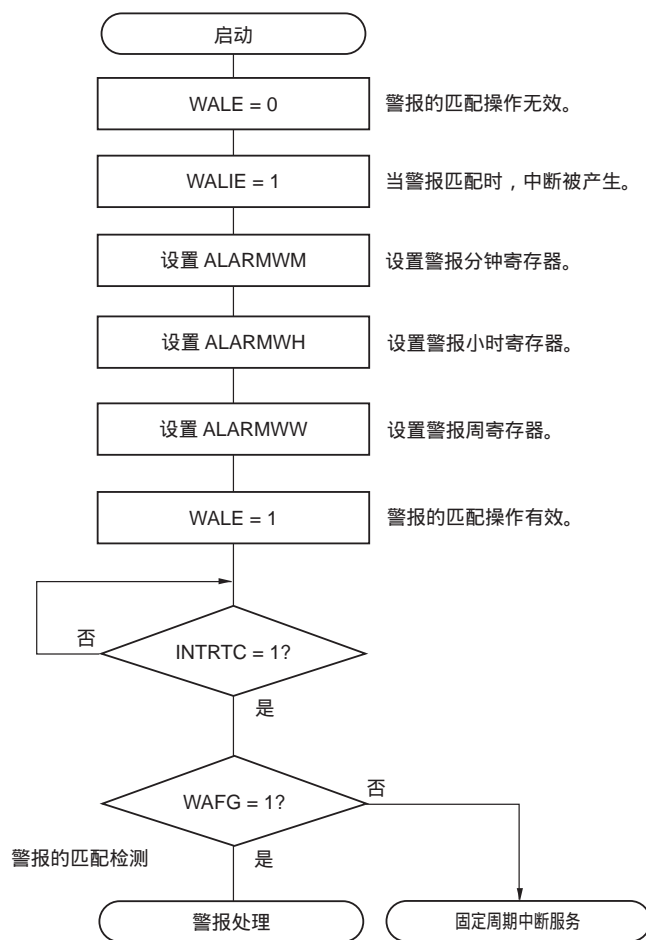 启动
WALE = 0
警报的匹配操作无效。
WALIE = 1
当警报匹配时，中断被产生。
设置 ALARMWM
设置警报分钟寄存器。
设置 ALARMWH
设置警报小时寄存器。
设置 ALARMWW
设置警报周寄存器。
WALE = 1
警报的匹配操作有效。
否
INTRTC = 1?
是
WAFG = 1?
否
警报的匹配检测
是
警报处理
固定周期中断服务